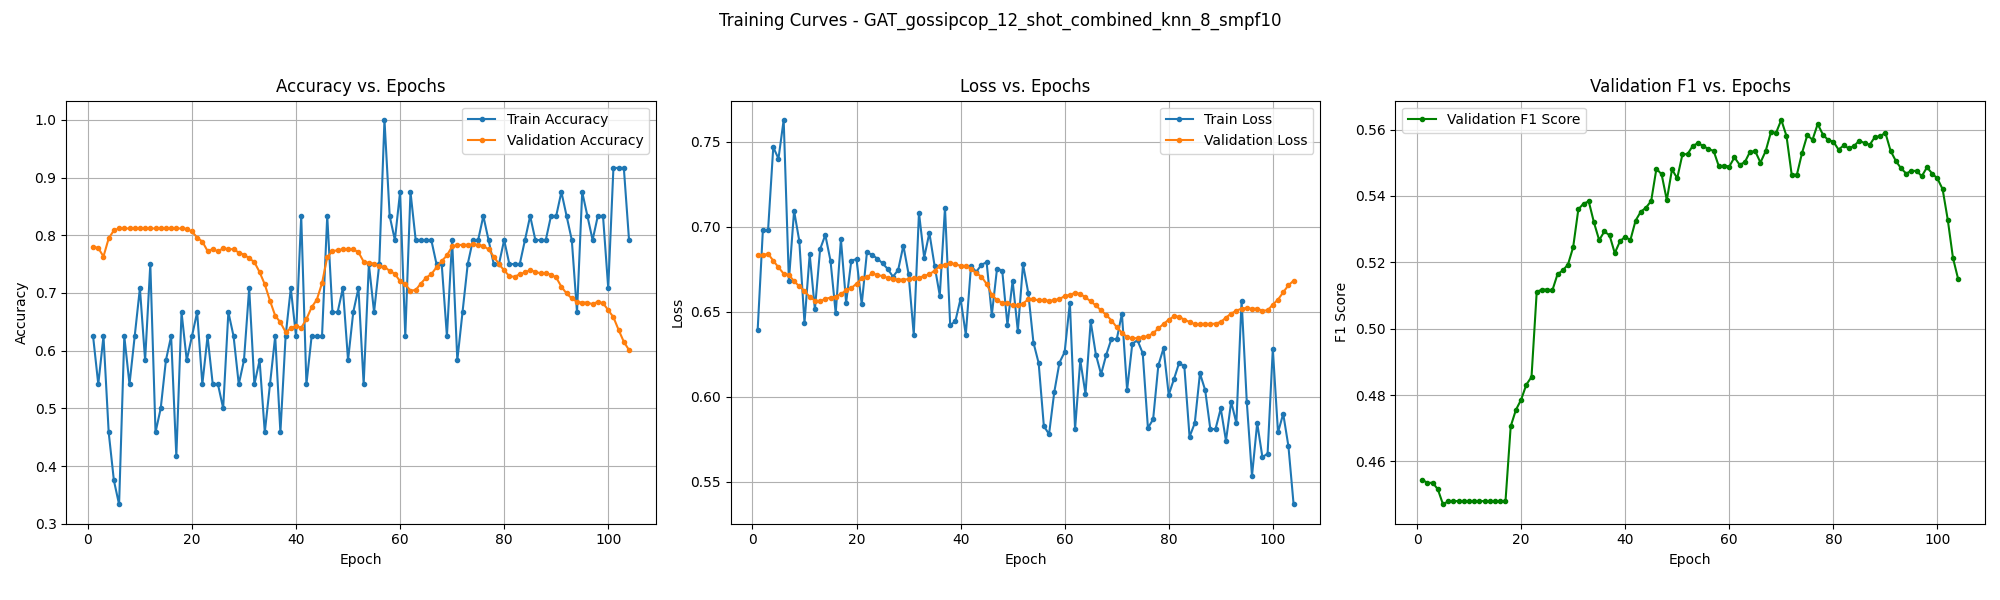 Training Curves - GAT_gossipcop_12_shot_combined_knn_8_smpf10
Accuracy vs. Epochs
Train Accuracy
Validation Accuracy
1.0
0.9
0.8
0.7
0.6
0.5
0.4
0.3
Accuracy
0 20 40 60 80 100
Epoch
Loss vs. Epochs
Train Loss
Validation Loss
0.75
0.70
0.65
0.60
0.55
Loss
0 20 40 60 80 100
Epoch
Validation F1 vs. Epochs
Validation F1 Score
0.56
0.54
0.52
0.50
0.48
0.46
F1 Score
0 20 40 60 80 100
Epoch